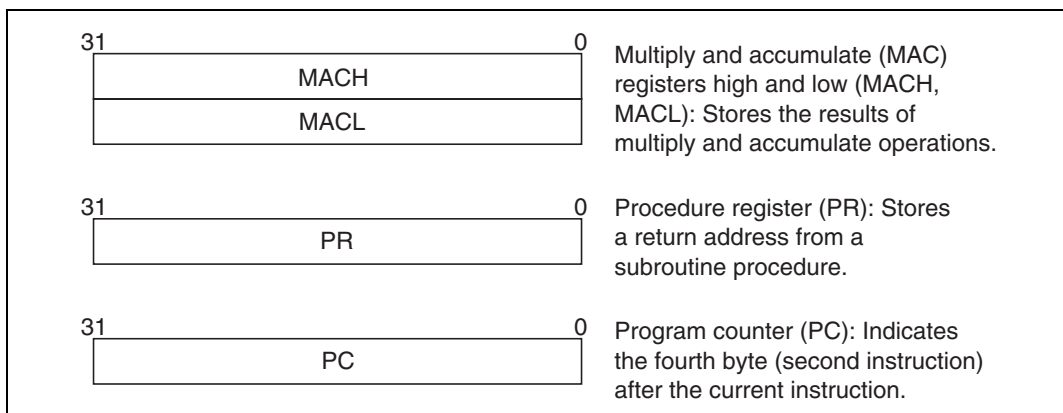 31 0
MACH
MACL
Multiply and accumulate (MAC)
registers high and low (MACH,
MACL): Stores the results of
multiply and accumulate operations.
31 0
PR
Procedure register (PR): Stores
a return address from a
subroutine procedure.
31 0
PC
Program counter (PC): Indicates
the fourth byte (second instruction)
after the current instruction.